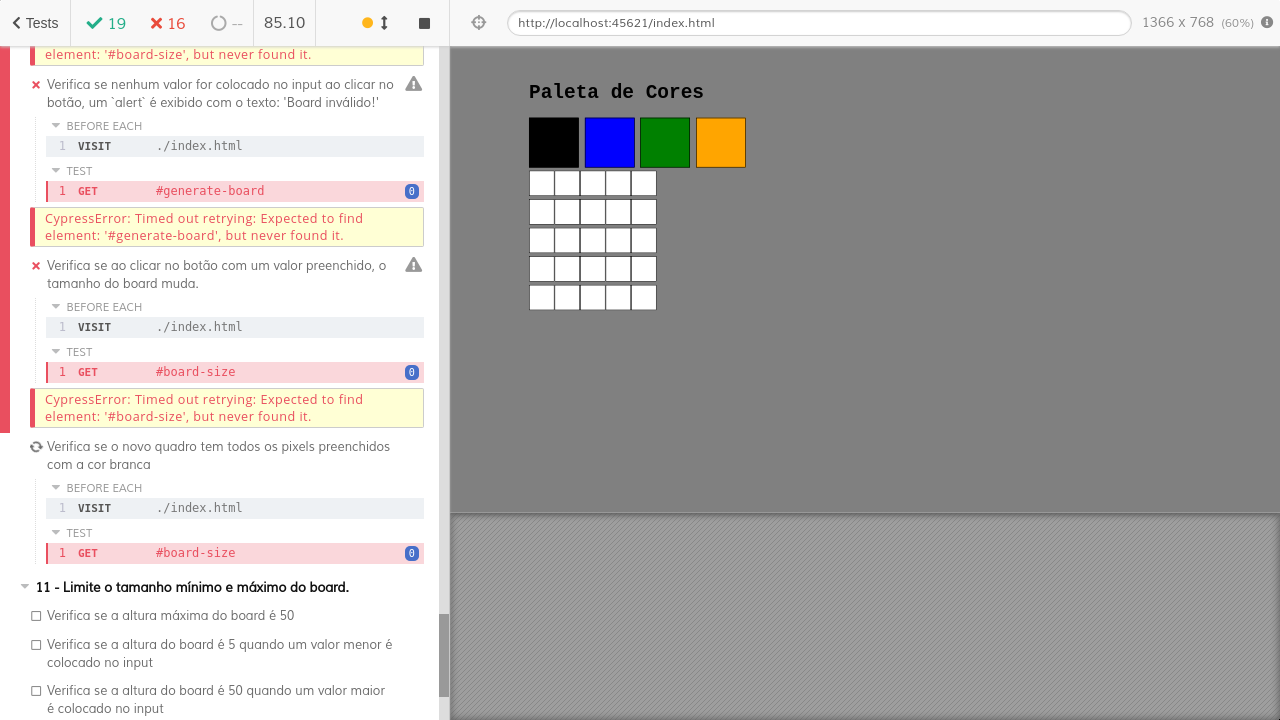 Tests
19
16
--
85.10
http://localhost:45621/index.html
1366 x 768 (60%)
element: '#board-size', but never found it.
Verifica se nenhum valor for colocado no input ao clicar no
botão, um `alert` é exibido com o texto: 'Board inválido!'
BEFORE EACH
1 VISIT ./index.html
TEST
1 GET #generate-board 0
CypressError: Timed out retrying: Expected to find
element: '#generate-board', but never found it.
Verifica se ao clicar no botão com um valor preenchido, o
tamanho do board muda.
BEFORE EACH
1 VISIT ./index.html
TEST
1 GET #board-size 0
CypressError: Timed out retrying: Expected to find
element: '#board-size', but never found it.
Verifica se o novo quadro tem todos os pixels preenchidos
com a cor branca
BEFORE EACH
1 VISIT ./index.html
TEST
1 GET #board-size 0
11 - Limite o tamanho mínimo e máximo do board.
Verifica se a altura máxima do board é 50
Verifica se a altura do board é 5 quando um valor menor é
colocado no input
Verifica se a altura do board é 50 quando um valor maior
é colocado no input
Paleta de Cores